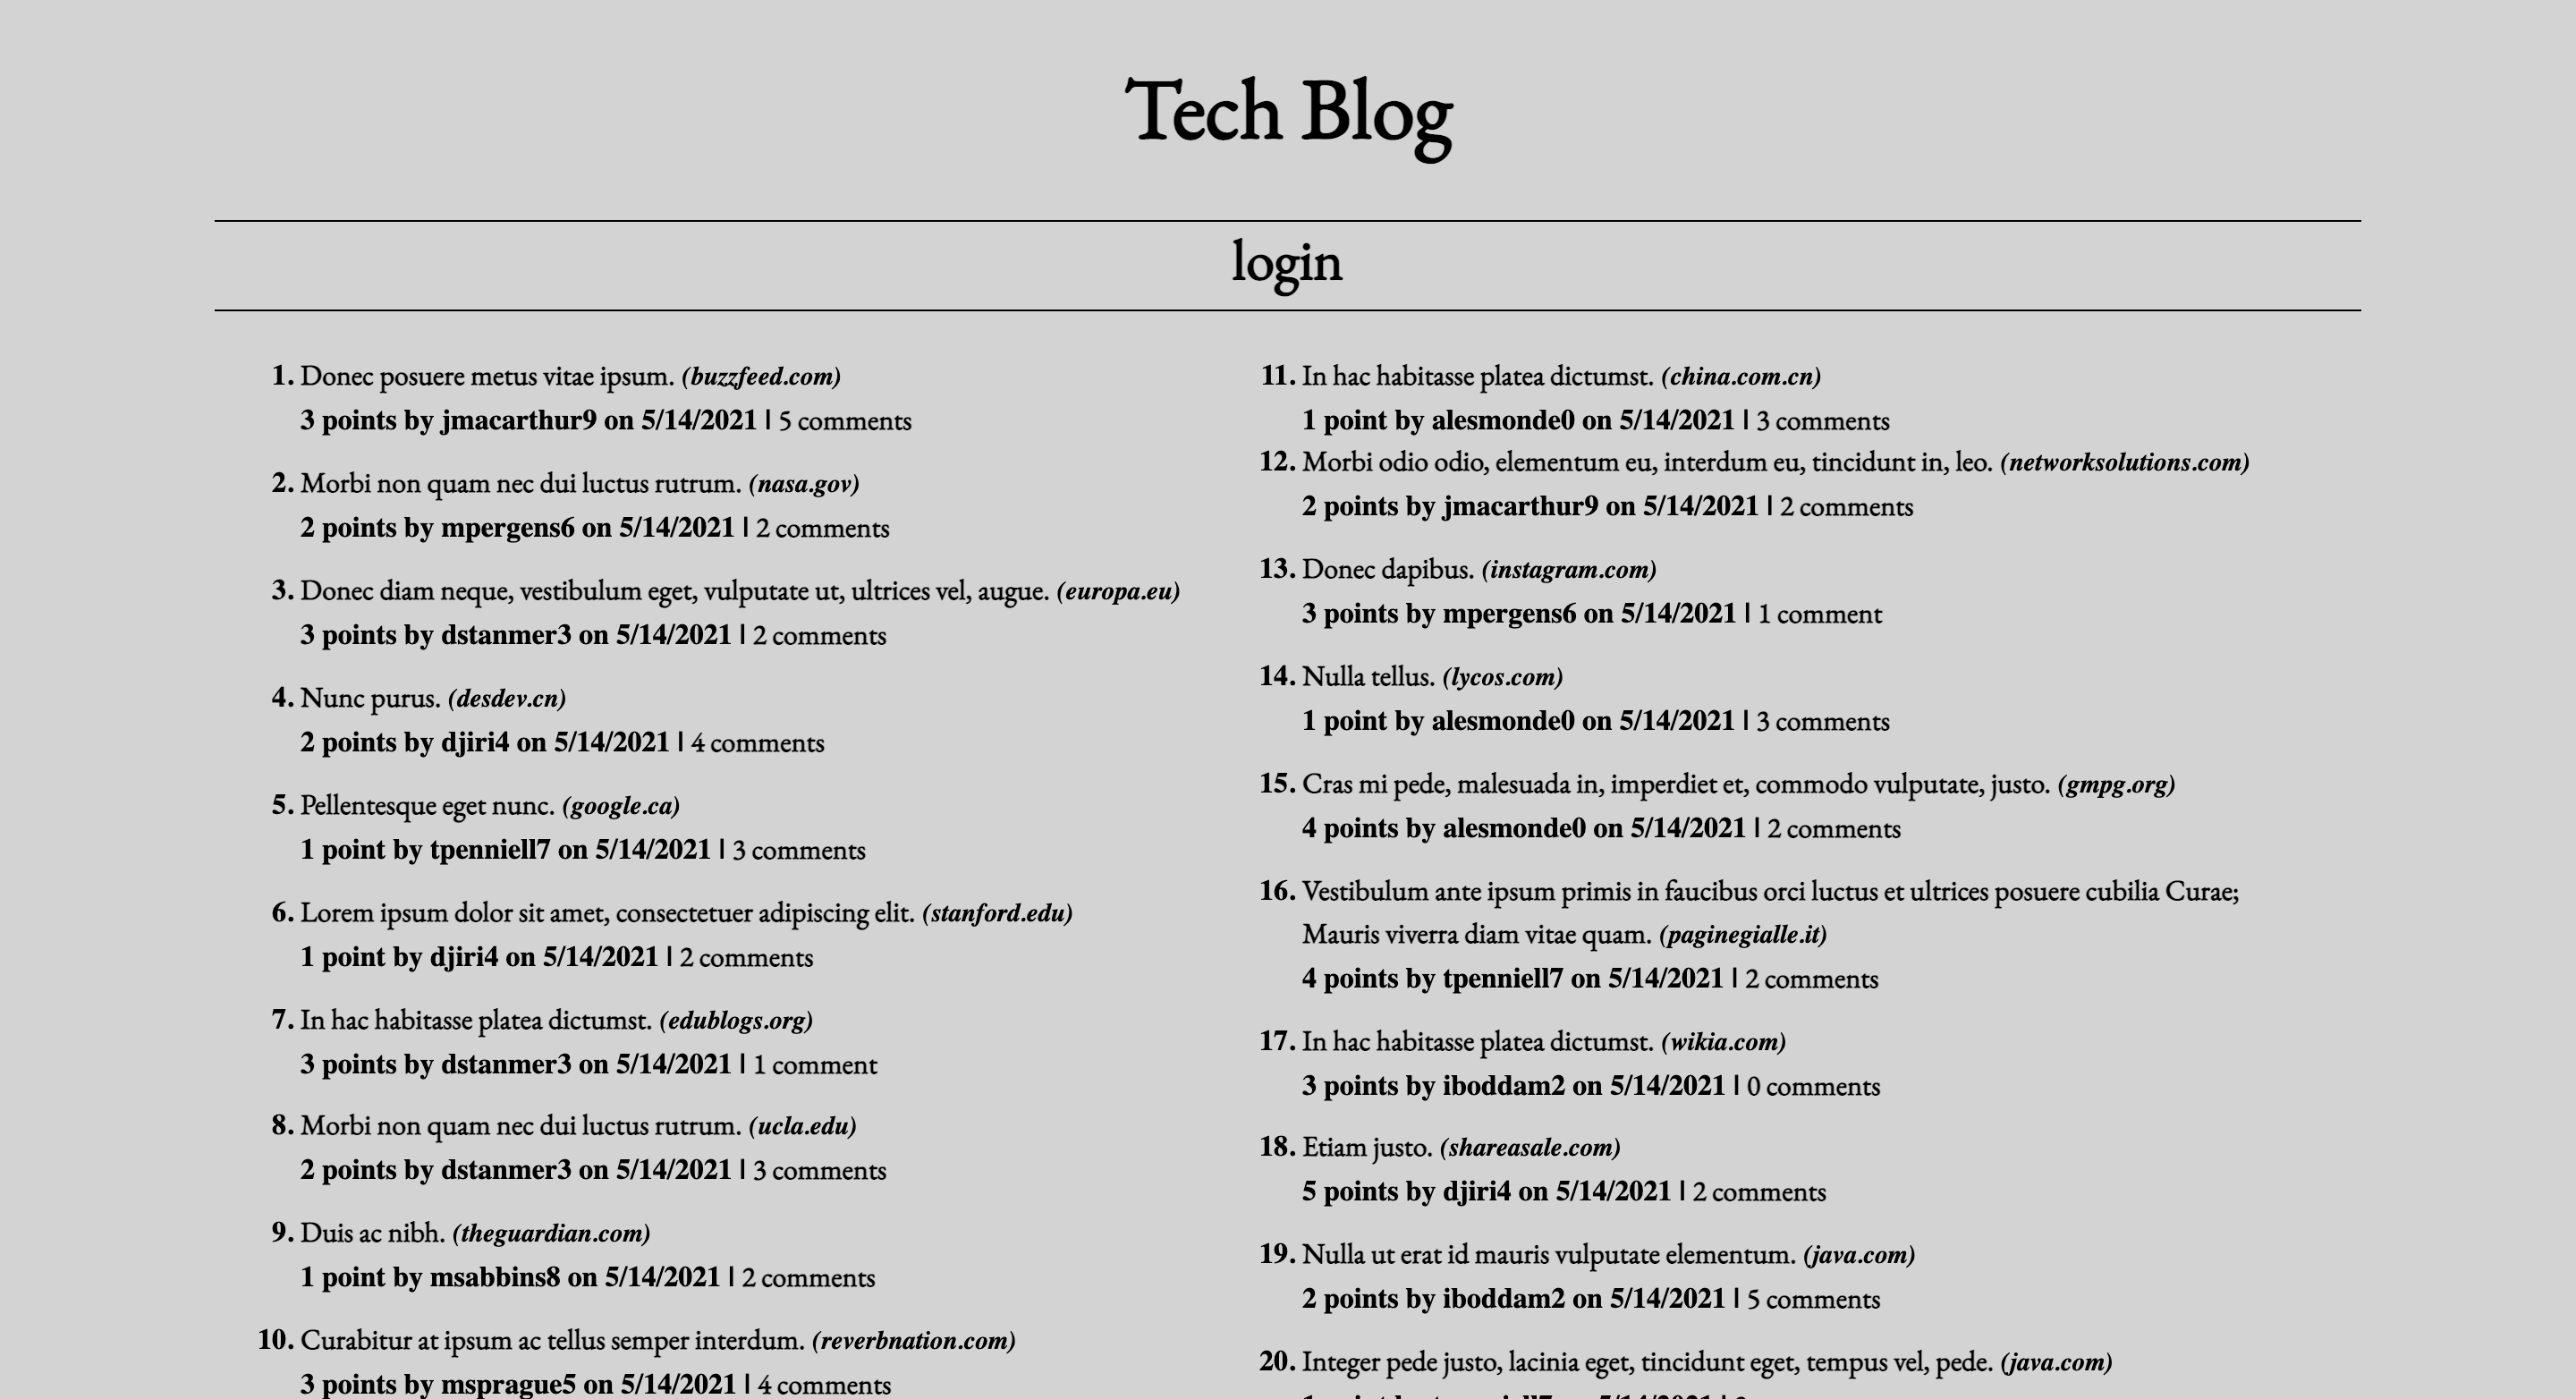 Tech Blog
login
1. Donec posuere metus vitae ipsum. (buzzfeed.com)
3 points by jmacarthur9 on 5/14/2021 | 5 comments
2. Morbi non quam nec dui luctus rutrum. (nasa.gov)
2 points by mpergens6 on 5/14/2021 | 2 comments
3. Donec diam neque, vestibulum eget, vulputate ut, ultrices vel, augue. (europa.eu)
3 points by dstanmer3 on 5/14/2021 | 2 comments
4. Nunc purus. (desdev.cn)
2 points by djiri4 on 5/14/2021 | 4 comments
5. Pellentesque eget nunc. (google.ca)
1 point by tpenniell7 on 5/14/2021 | 3 comments
6. Lorem ipsum dolor sit amet, consectetuer adipiscing elit. (stanford.edu)
1 point by djiri4 on 5/14/2021 | 2 comments
7. In hac habitasse platea dictumst. (edublogs.org)
3 points by dstanmer3 on 5/14/2021 | 1 comment
8. Morbi non quam nec dui luctus rutrum. (ucla.edu)
2 points by dstanmer3 on 5/14/2021 | 3 comments
9. Duis ac nibh. (theguardian.com)
1 point by msabbins8 on 5/14/2021 | 2 comments
10. Curabitur at ipsum ac tellus semper interdum. (reverbnation.com)
3 points by msprague5 on 5/14/2021 | 4 comments
11. In hac habitasse platea dictumst. (china.com.cn)
1 point by alesmonde0 on 5/14/2021 | 3 comments
12. Morbi odio odio, elementum eu, interdum eu, tincidunt in, leo. (networksolutions.com)
2 points by jmacarthur9 on 5/14/2021 | 2 comments
13. Donec dapibus. (instagram.com)
3 points by mpergens6 on 5/14/2021 | 1 comment
14. Nulla tellus. (lycos.com)
1 point by alesmonde0 on 5/14/2021 | 3 comments
15. Cras mi pede, malesuada in, imperdiet et, commodo vulputate, justo. (gmpg.org)
4 points by alesmonde0 on 5/14/2021 | 2 comments
16. Vestibulum ante ipsum primis in faucibus orci luctus et ultrices posuere cubilia Curae;
Mauris viverra diam vitae quam. (paginegialle.it)
4 points by tpenniell7 on 5/14/2021 | 2 comments
17. In hac habitasse platea dictumst. (wikia.com)
3 points by iboddam2 on 5/14/2021 | 0 comments
18. Etiam justo. (shareasale.com)
5 points by djiri4 on 5/14/2021 | 2 comments
19. Nulla ut erat id mauris vulputate elementum. (java.com)
2 points by iboddam2 on 5/14/2021 | 5 comments
20. Integer pede justo, lacinia eget, tincidunt eget, tempus vel, pede. (java.com)